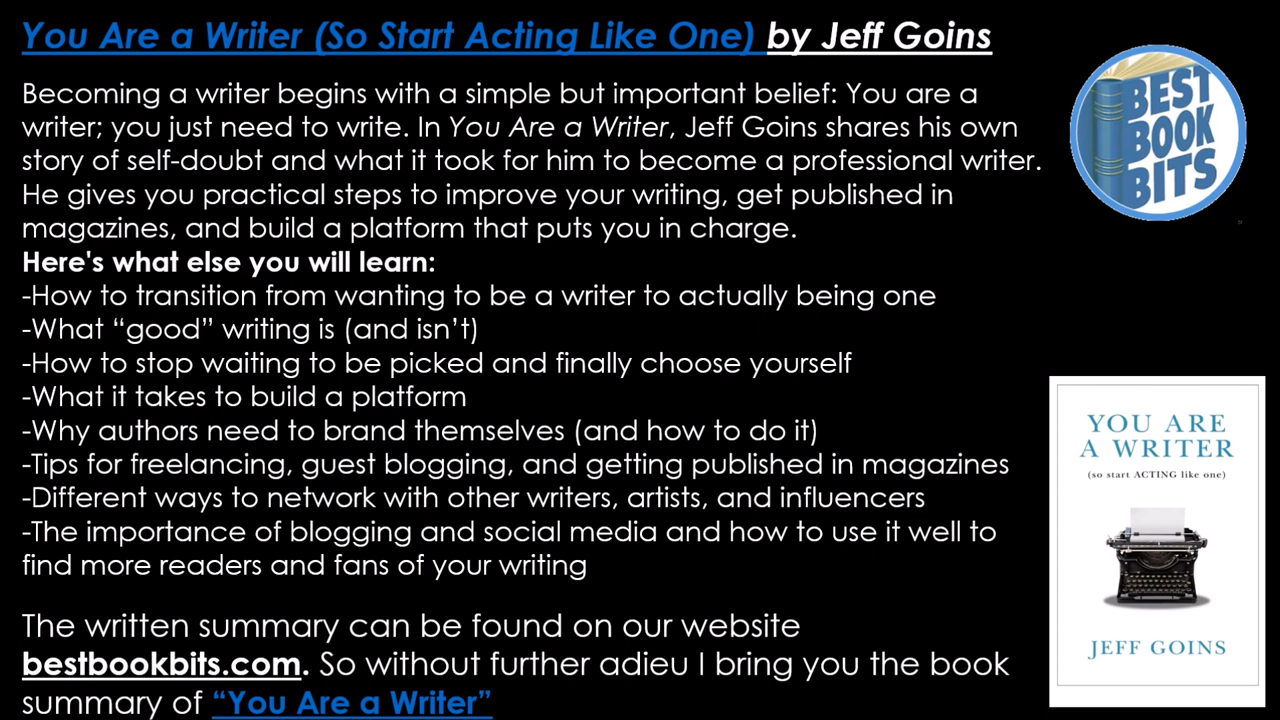 You Are a Writer (So Start Acting Like One) by Jeff Goins
Becoming a writer begins with a simple but important belief: You are a
writer; you just need to write. In You Are a Writer, Jeff Goins shares his own
story of self-doubt and what it took for him to become a professional writer.
He gives you practical steps to improve your writing, get published in
magazines, and build a platform that puts you in charge.
Here's what else you will learn:
-How to transition from wanting to be a writer to actually being one
-What “good” writing is (and isn’t)
-How to stop waiting to be picked and finally choose yourself
-What it takes to build a platform
-Why authors need to brand themselves (and how to do it)
-Tips for freelancing, guest blogging, and getting published in magazines
-Different ways to network with other writers, artists, and influencers
-The importance of blogging and social media and how to use it well to
find more readers and fans of your writing
The written summary can be found on our website
bestbookbits.com. So without further adieu I bring you the book
summary of “You Are a Writer”
BEST
BOOK
BITS
YOU ARE
A WRITER
(so start ACTING like one)
JEFF GOINS